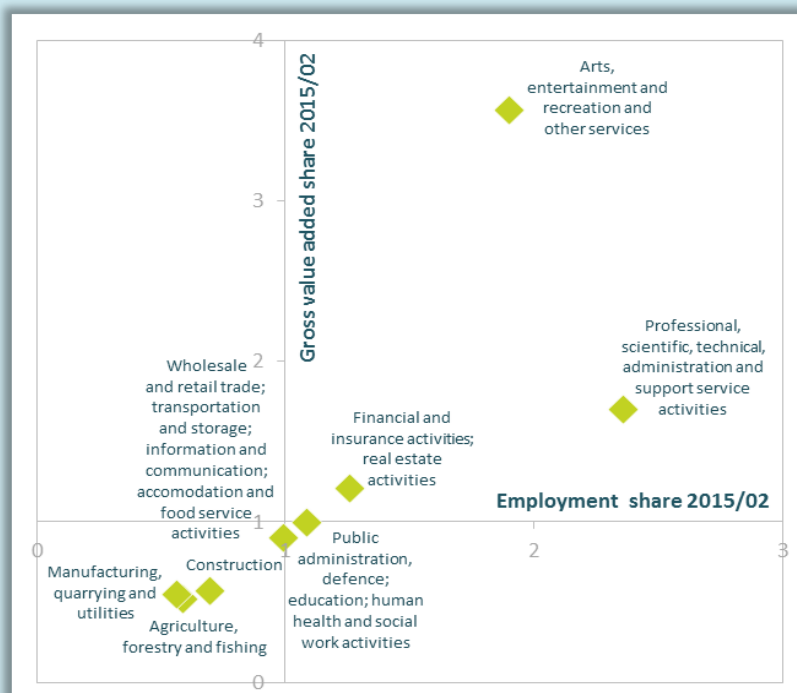 4
Gross value added share 2015/02
Arts,
entertainment and
recreation and
other services
3
2
Professional,
scientific, technical,
administration and
support service
activities
Wholesale
and retail trade;
transportation
and storage;
information and
communication;
accomodation and
food service
activities
Financial and
insurance activities;
real estate
activities
Employment share 2015/02
1
0
1
2
3
Public
administration,
defence;
education; human
health and social
work activities
Construction
Manufacturing,
quarrying and
utilities
Agriculture,
forestry and fishing
0